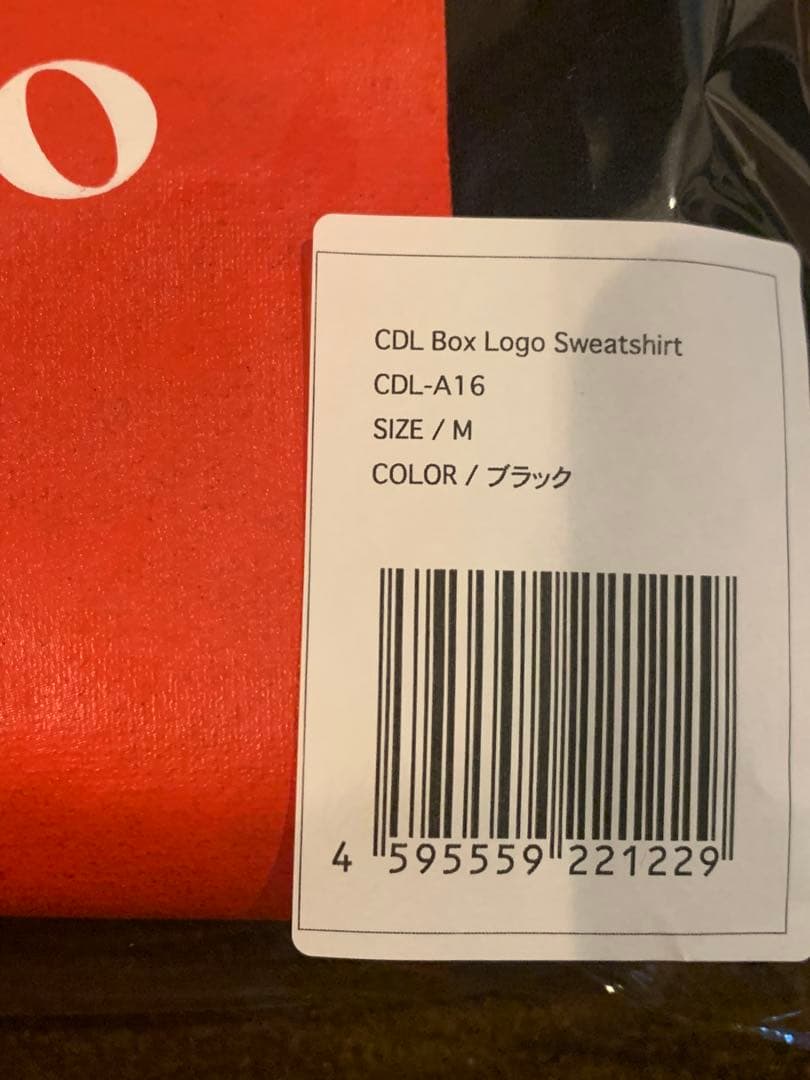 o
CDL Box Logo Sweatshirt
CDL-A16
SIZE / M
COLOR / ブラック
4 595559 221229